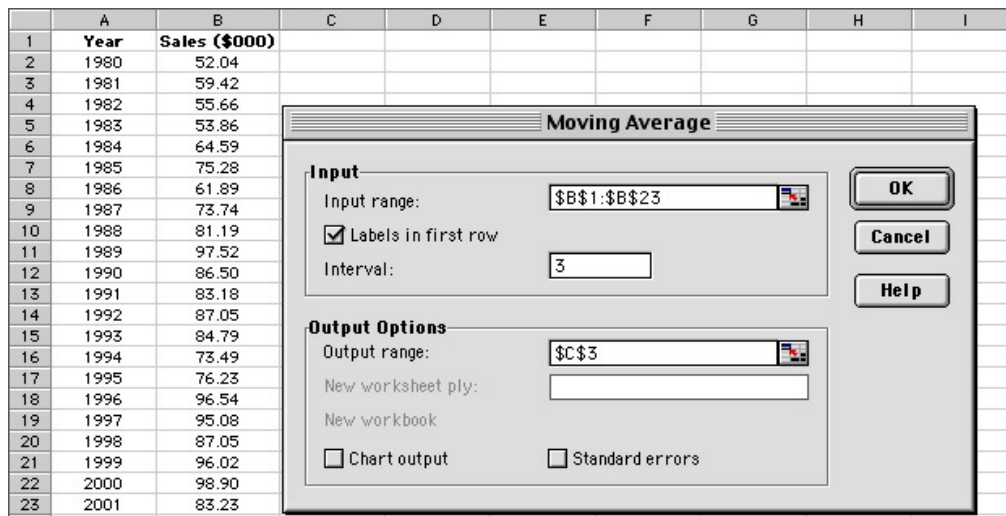 A B C D E F G H I
1 Year Sales ($000)
2 1980 52.04
3 1981 59.42
4 1982 55.66
5 1983 53.86
6 1984 64.59
7 1985 75.28
8 1986 61.89
9 1987 73.74
10 1988 81.19
11 1989 97.52
12 1990 86.50
13 1991 83.18
14 1992 87.05
15 1993 84.79
16 1994 73.49
17 1995 76.23
18 1996 96.54
19 1997 95.08
20 1998 87.05
21 1999 96.02
22 2000 98.90
23 2001 83.23
Moving Average
Input
Input range: $B$1:$B$23
Labels in first row
Interval: 3
OK
Cancel
Help
Output Options
Output range: $C$3
New worksheet ply:
New workbook
Chart output Standard errors